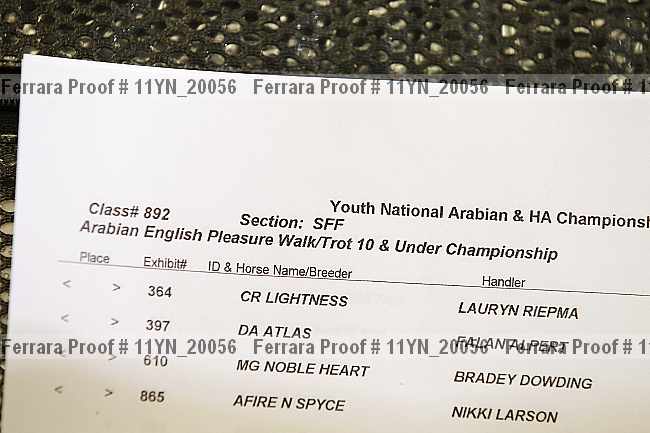 Ferrara Proof # 11YN_20056 Ferrara Proof # 11YN_20056 Ferrara Proof # 1
Youth National Arabian & HA Championsh
Class# 892 Section: SFF
Arabian English Pleasure Walk/Trot 10 & Under Championship
Place Exhibit# ID & Horse Name/Breeder Handler
< > 364 CR LIGHTNESS LAURYN RIEPMA
< > 397 DA ATLAS FALAN ALPERT
Ferrara Proof # 11YN_20056 Ferrara Proof # 11YN_20056 Ferrara Proof # 1
< > 610 MG NOBLE HEART BRADEY DOWDING
< > 865 AFIRE N SPYCE NIKKI LARSON